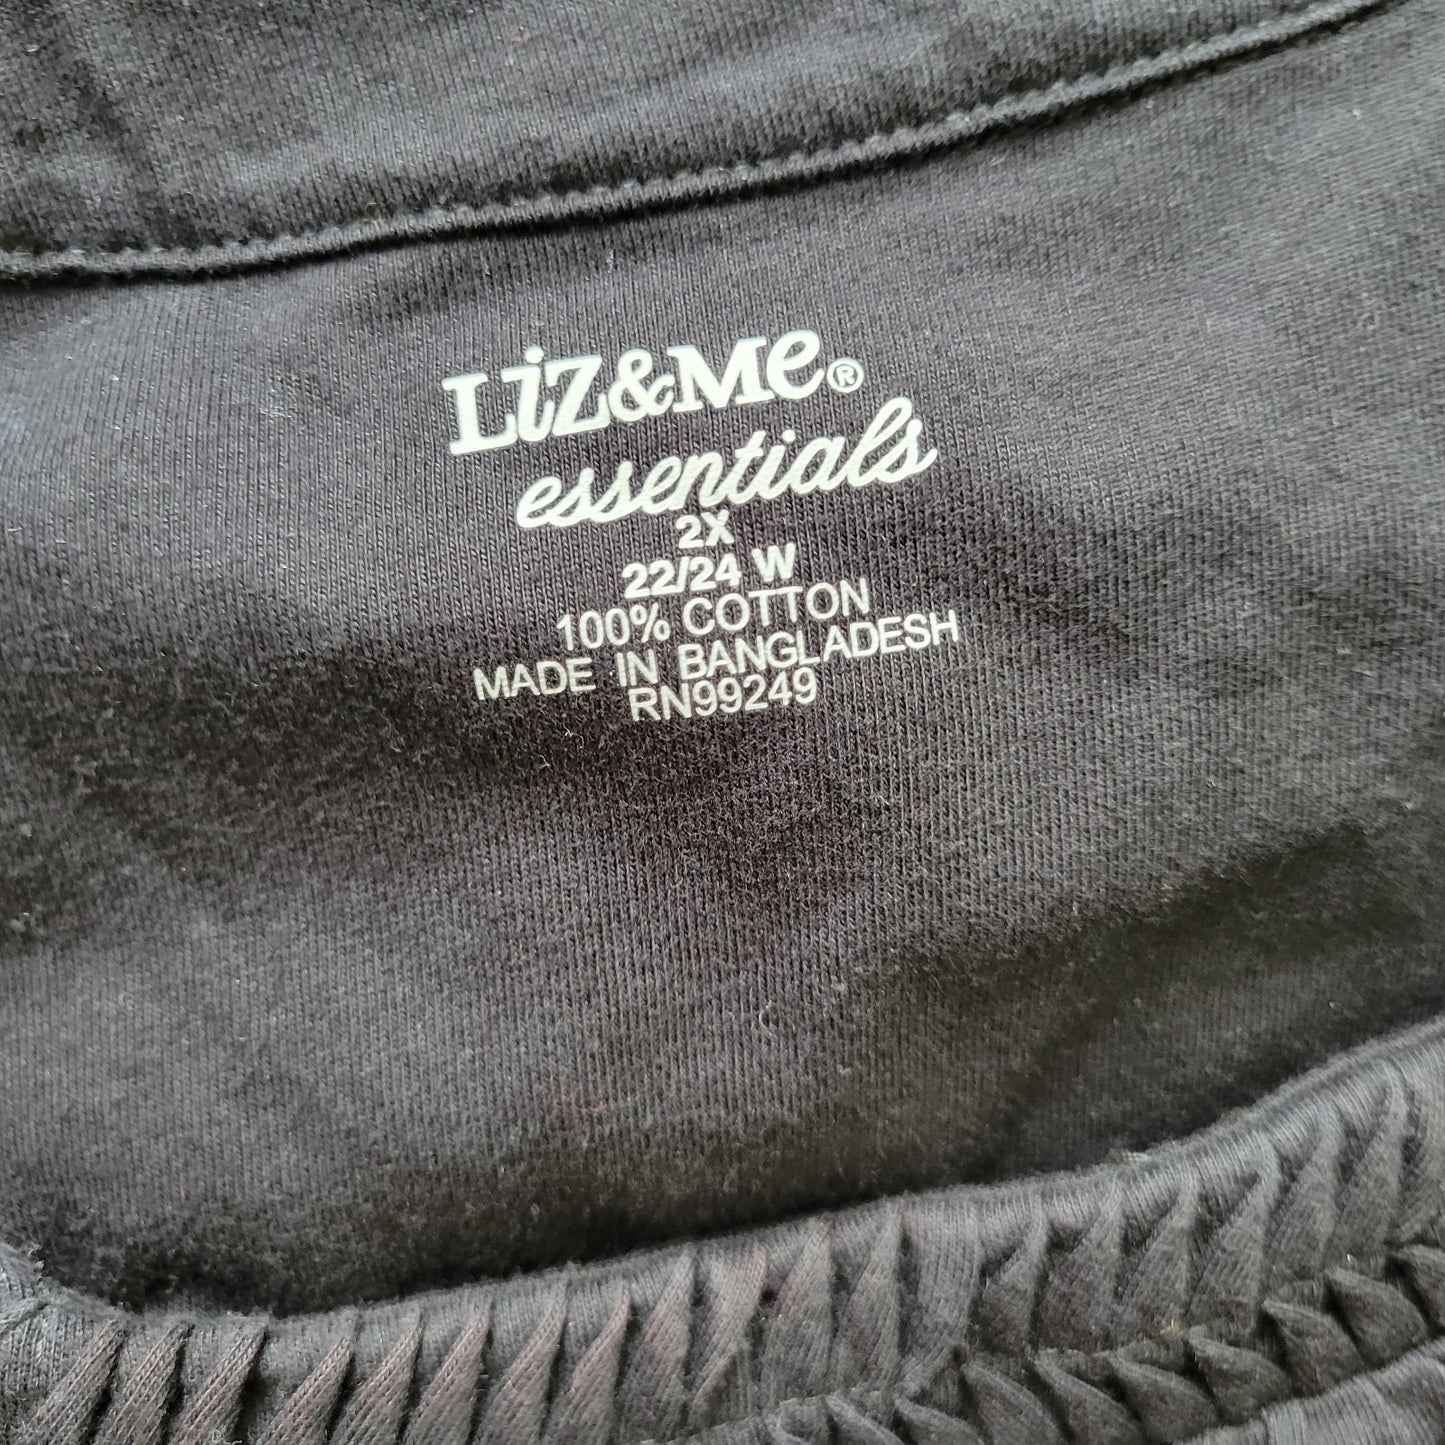 Liz&Me®
essentials
2X
22/24 W
100% COTTON
MADE IN BANGLADESH
RN99249